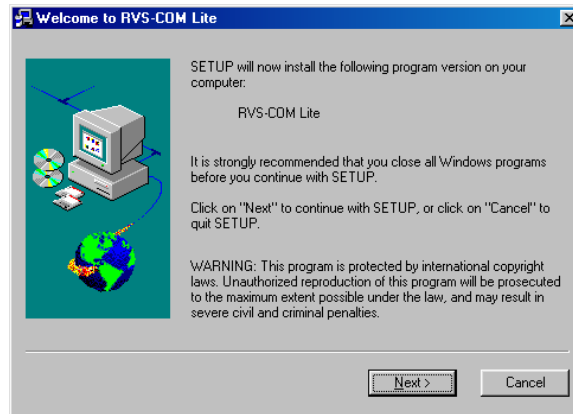 Welcome to RVS-COM Lite
SETUP will now install the following program version on your
computer:
RVS-COM Lite
It is strongly recommended that you close all Windows programs
before you continue with SETUP.
Click on "Next" to continue with SETUP, or click on "Cancel" to
quit SETUP.
WARNING: This program is protected by international copyright
laws. Unauthorized reproduction of this program will be prosecuted
to the maximum extent possible under the law, and may result in
severe civil and criminal penalties.
Next >
Cancel